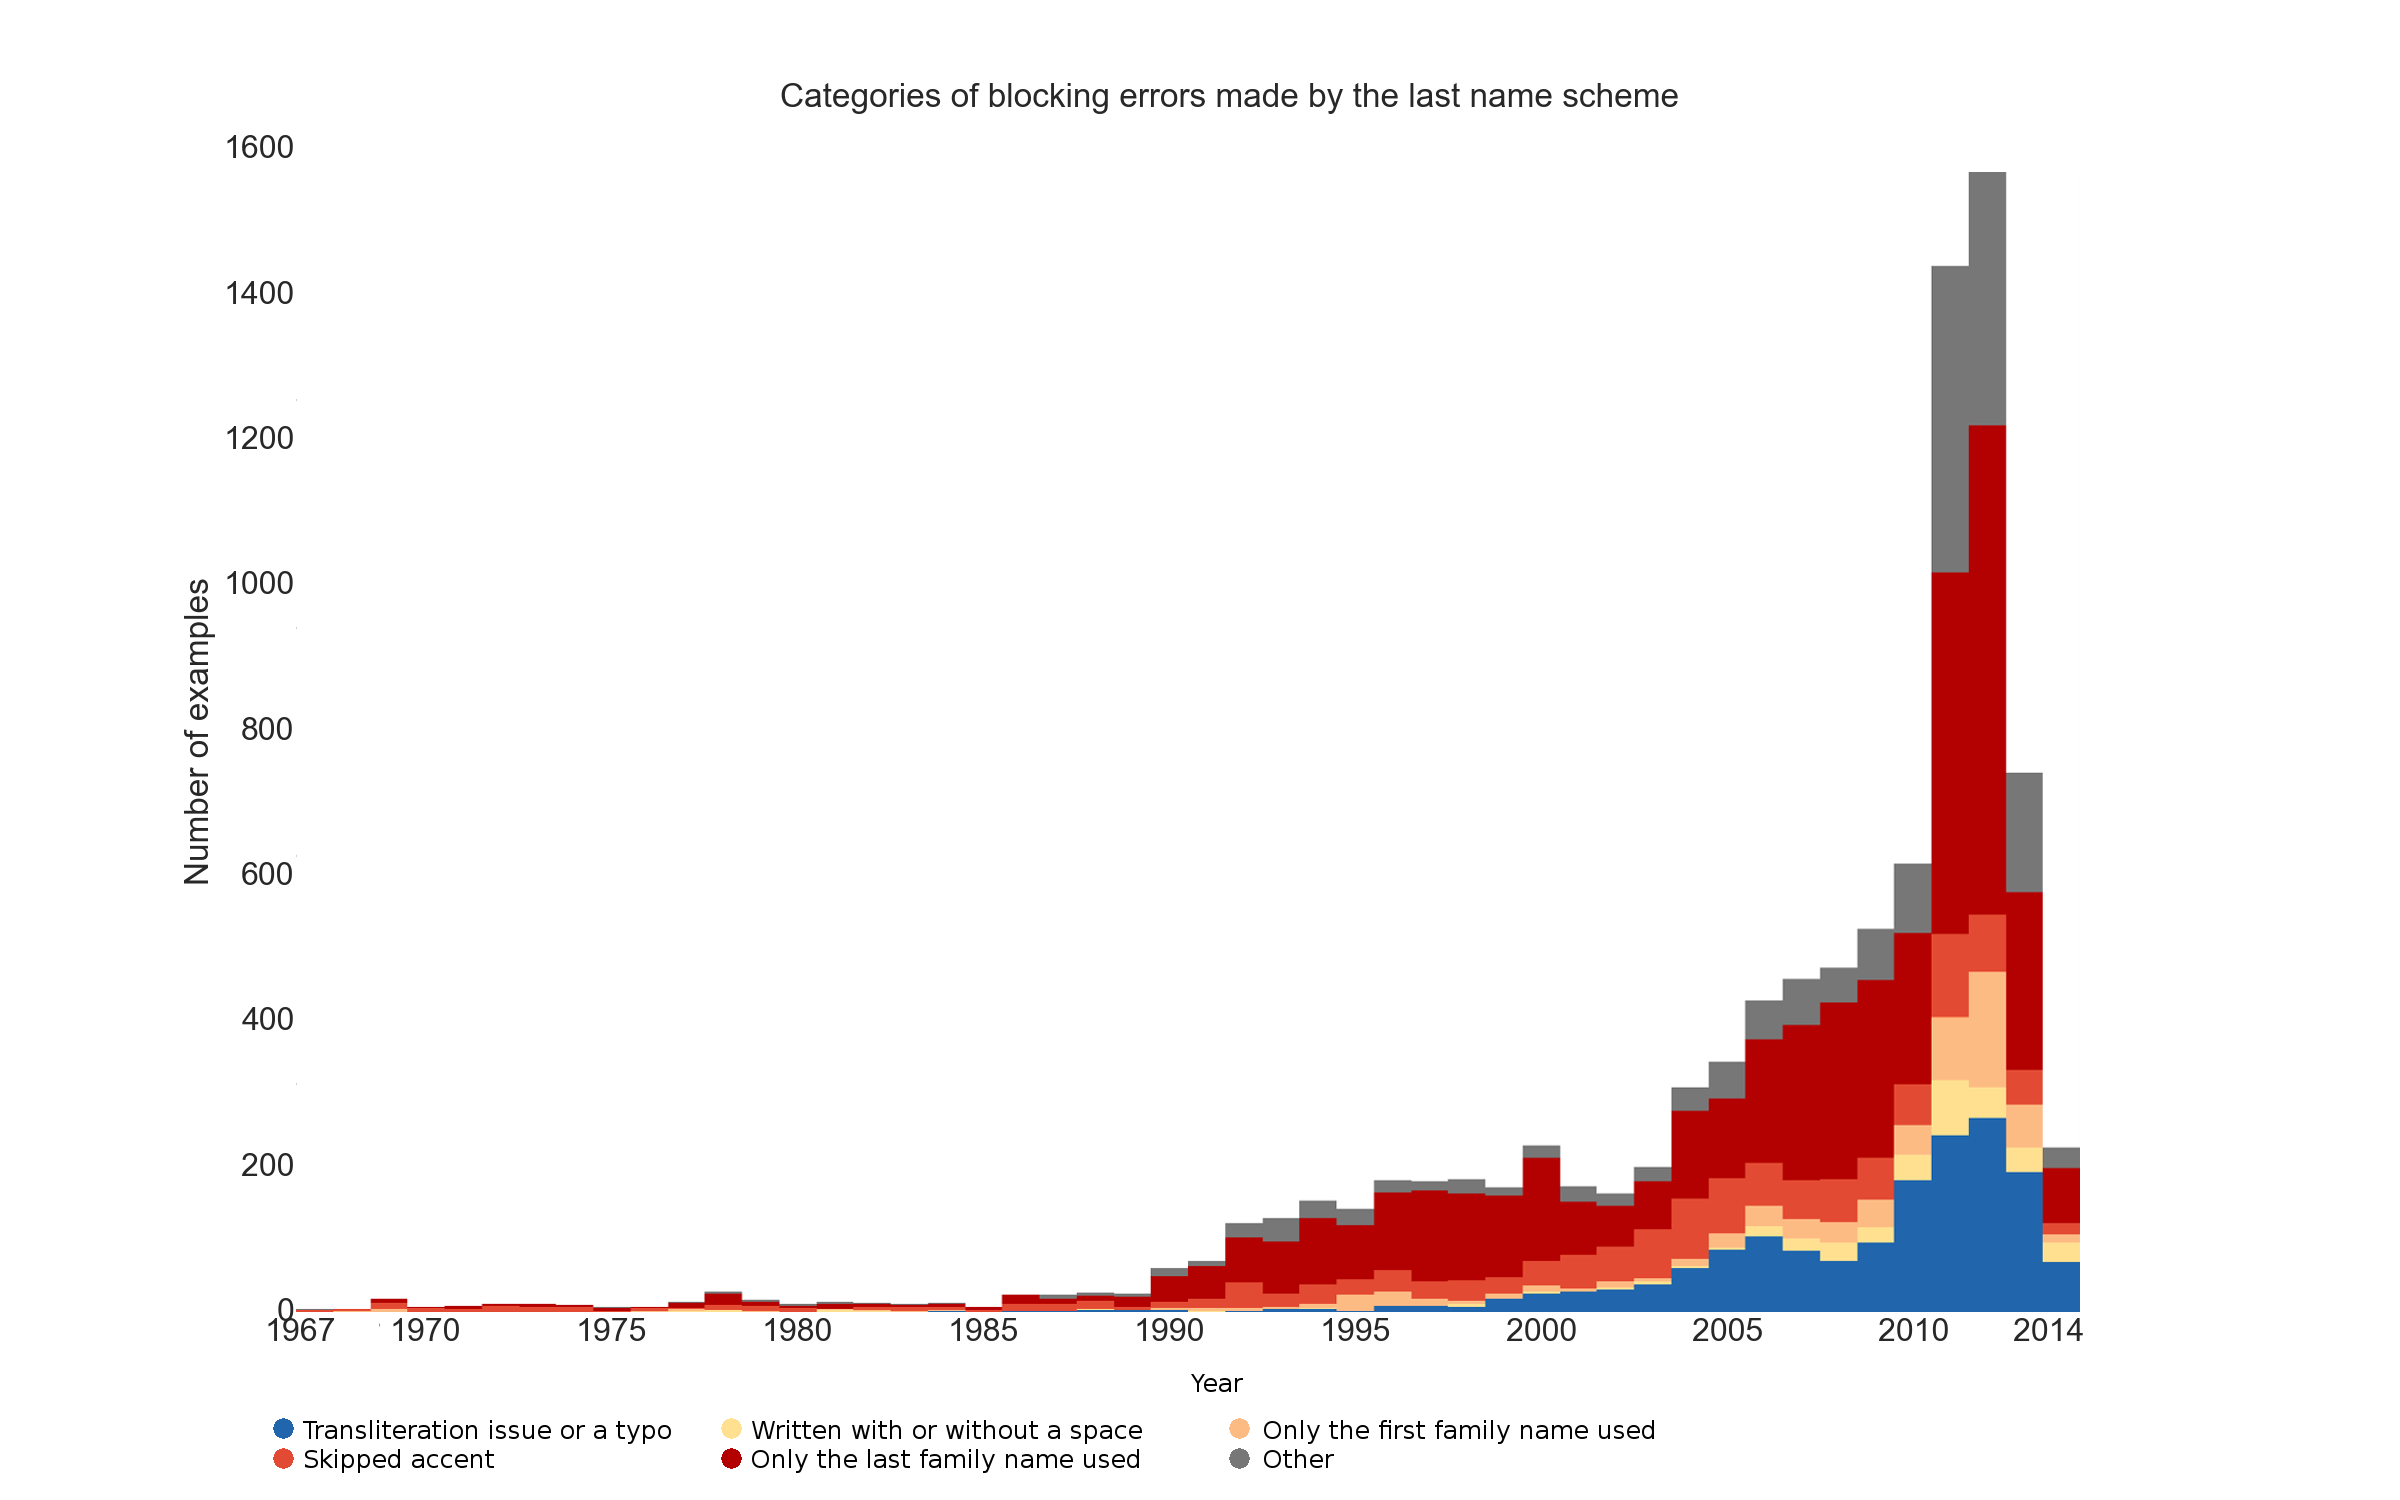 Categories of blocking errors made by the last name scheme
1600
1400
1200
1000
800
600
400
200
0
Number of examples
1967 1970 1975 1980 1985 1990 1995 2000 2005 2010 2014
Year
Transliteration issue or a typo Written with or without a space Only the first family name used
Skipped accent Only the last family name used Other